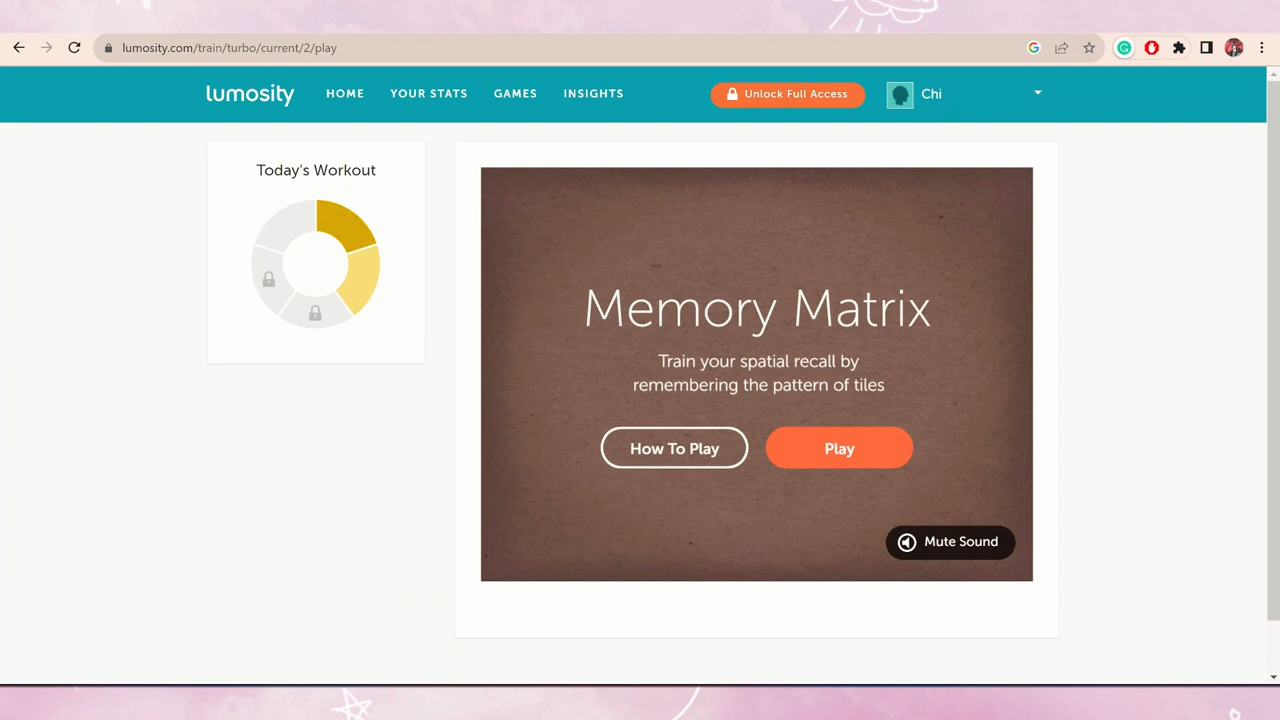 lumosity.com/train/turbo/current/2/play
lumosity
HOME
YOUR STATS
GAMES
INSIGHTS
Unlock Full Access
Chi
Today's Workout
Memory Matrix
Train your spatial recall by
remembering the pattern of tiles
How To Play
Play
Mute Sound